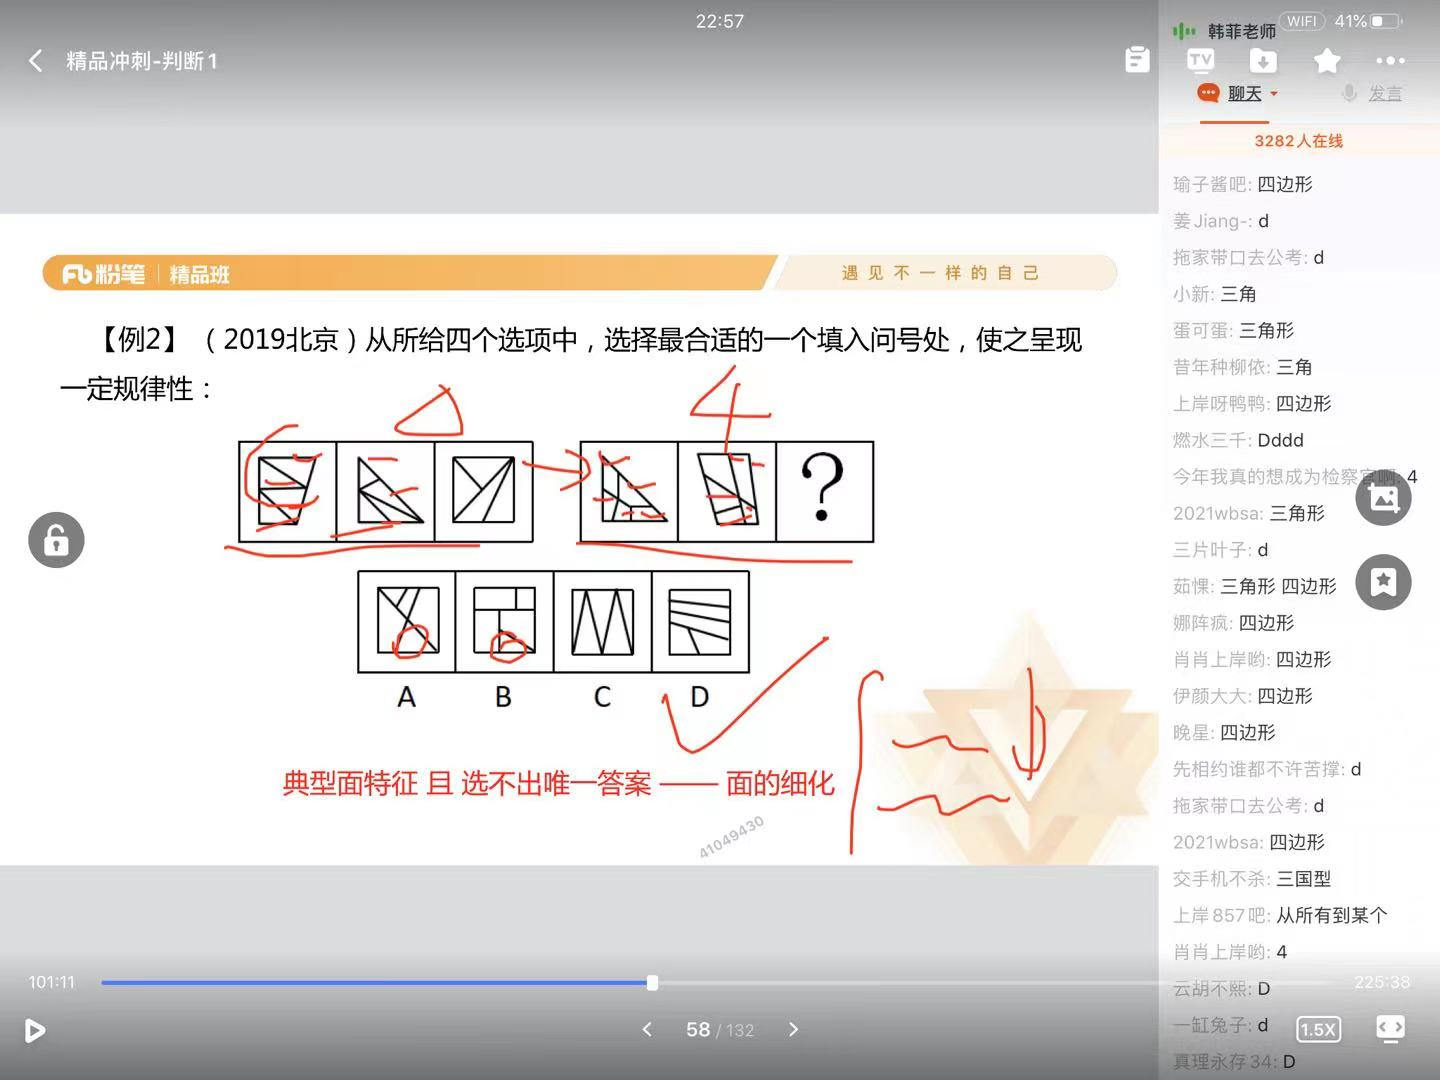 22:57
韩菲老师
WIFI 41%
精品冲刺-判断1
TV
聊天
发言
3282人在线
粉笔
精品班
遇见不一样的自己
【例2】（2019北京）从所给四个选项中，选择最合适的一个填入问号处，使之呈现
一定规律性：
4
?
A B C D
典型面特征 且 选不出唯一答案 —— 面的细化
41049430
瑜子酱吧: 四边形
姜Jiang-: d
拖家带口去公考: d
小新: 三角
蛋可蛋: 三角形
昔年种柳依: 三角
上岸呀鸭鸭: 四边形
燃水三千: Dddd
今年我真的想成为检察官啊: 4
2021wbsa: 三角形
三片叶子: d
茹惈: 三角形 四边形
娜阵疯: 四边形
肖肖上岸哟: 四边形
伊颜大大: 四边形
晚星: 四边形
先相约谁都不许苦撑: d
拖家带口去公考: d
2021wbsa: 四边形
交手机不杀: 三国型
上岸857吧: 从所有到某个
肖肖上岸哟: 4
云胡不熙: D
一缸兔子: d
真理永存34: D
101:11
225:38
58 / 132
1.5X